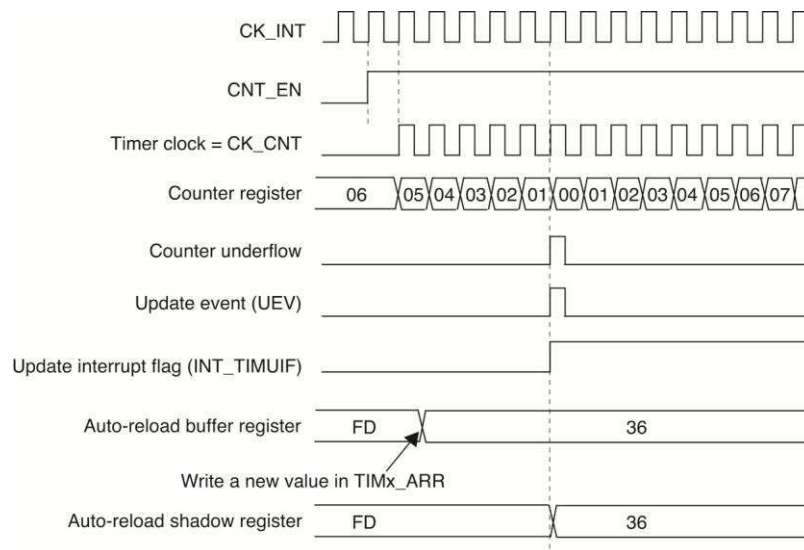 CK_INT
CNT_EN
Timer clock = CK_CNT
Counter register 06 05 04 03 02 01 00 01 02 03 04 05 06 07
Counter underflow
Update event (UEV)
Update interrupt flag (INT_TIMUIF)
Auto-reload buffer register FD 36
Write a new value in TIMx_ARR
Auto-reload shadow register FD 36